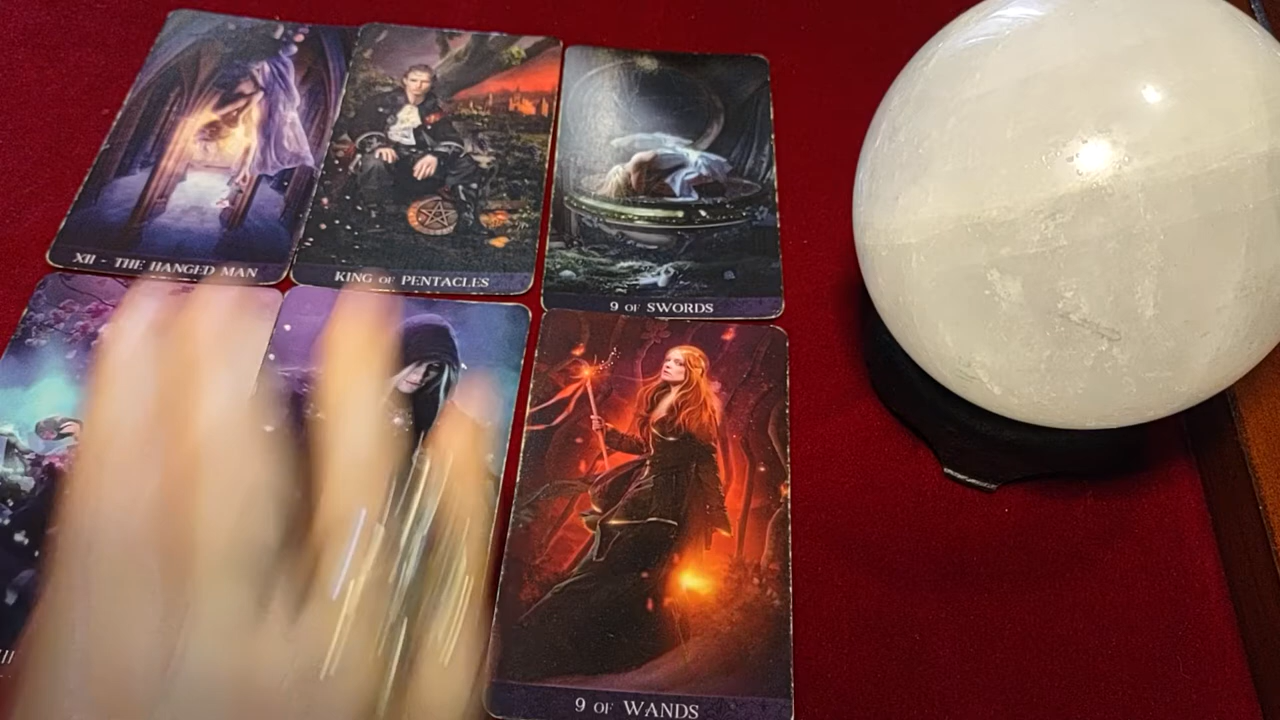 XII - THE HANGED MAN
KING OF PENTACLES
9 OF SWORDS
9 OF WANDS